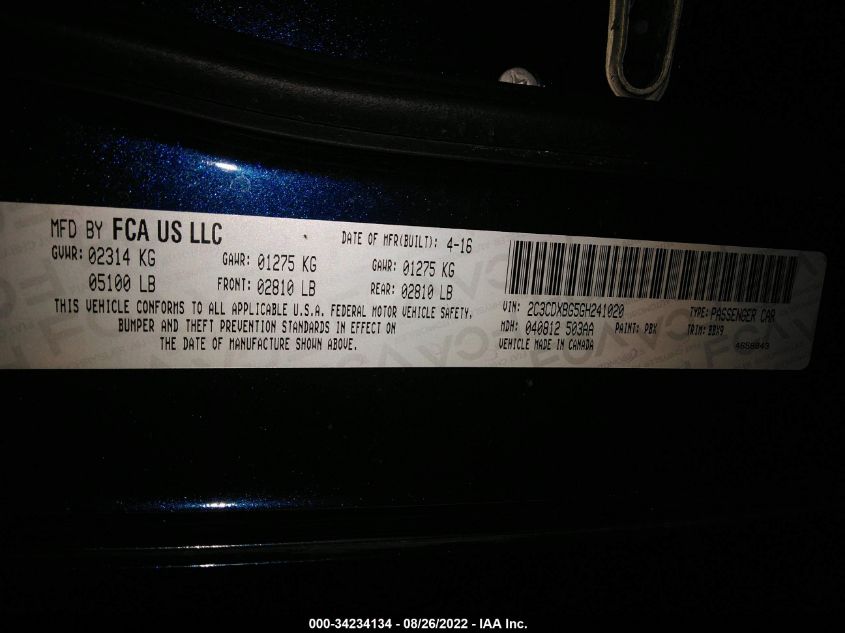 MFD BY FCA US LLC DATE OF MFR(BUILT): 4-16
GVWR: 02314 KG GAWR: 01275 KG GAWR: 01275 KG
05100 LB FRONT: 02810 LB REAR: 02810 LB
THIS VEHICLE CONFORMS TO ALL APPLICABLE U.S.A. FEDERAL MOTOR VEHICLE SAFETY,
BUMPER AND THEFT PREVENTION STANDARDS IN EFFECT ON
THE DATE OF MANUFACTURE SHOWN ABOVE.
VIN: 2C3CDXBG5GH241020 TYPE: PASSENGER CAR
MDH: 040812 503AA PAINT: PBX TRIM: BBX9
VEHICLE MADE IN CANADA 4658843
000-34234134 - 08/26/2022 - IAA Inc.